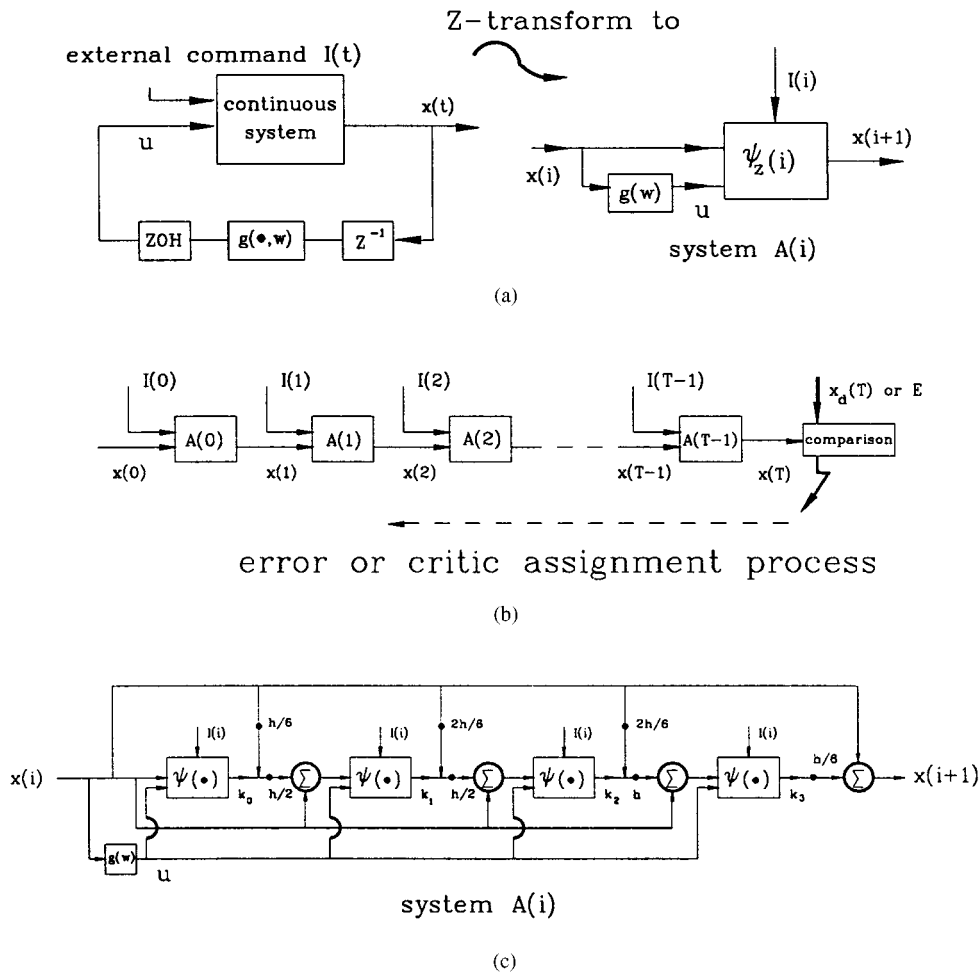 Z-transform to
external command I(t)
continuous
system
x(t)
u
ZOH
g(•,w)
Z⁻¹
I(i)
x(i)
g(w)
u
ψ_z(i)
x(i+1)
system A(i)
(a)
I(0)
I(1)
I(2)
I(T-1)
x_d(T) or E
A(0)
A(1)
A(2)
A(T-1)
comparison
x(0)
x(1)
x(2)
x(T-1)
x(T)
error or critic assignment process
(b)
h/6
2h/6
2h/6
I(i)
I(i)
I(i)
I(i)
h/6
x(i)
ψ(•)
k₀
h/2
Σ
ψ(•)
k₁
h/2
Σ
ψ(•)
k₂
h
Σ
ψ(•)
k₃
Σ
x(i+1)
g(w)
u
system A(i)
(c)